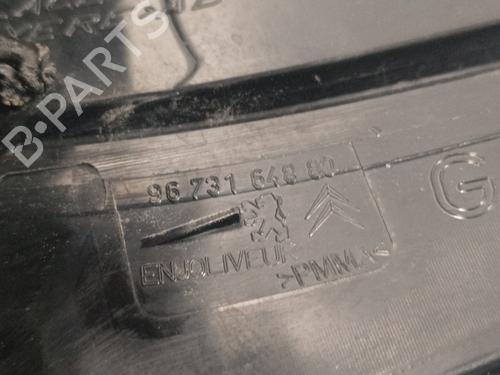 B·PARTS
96 731 648 80
G
ENJOLIVEUR
>PMMA<